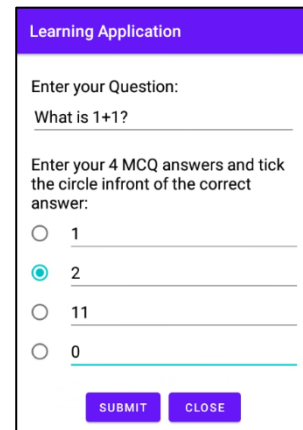 Learning Application
Enter your Question:
What is 1+1?
Enter your 4 MCQ answers and tick
the circle infront of the correct
answer:
1
2
11
0
SUBMIT CLOSE